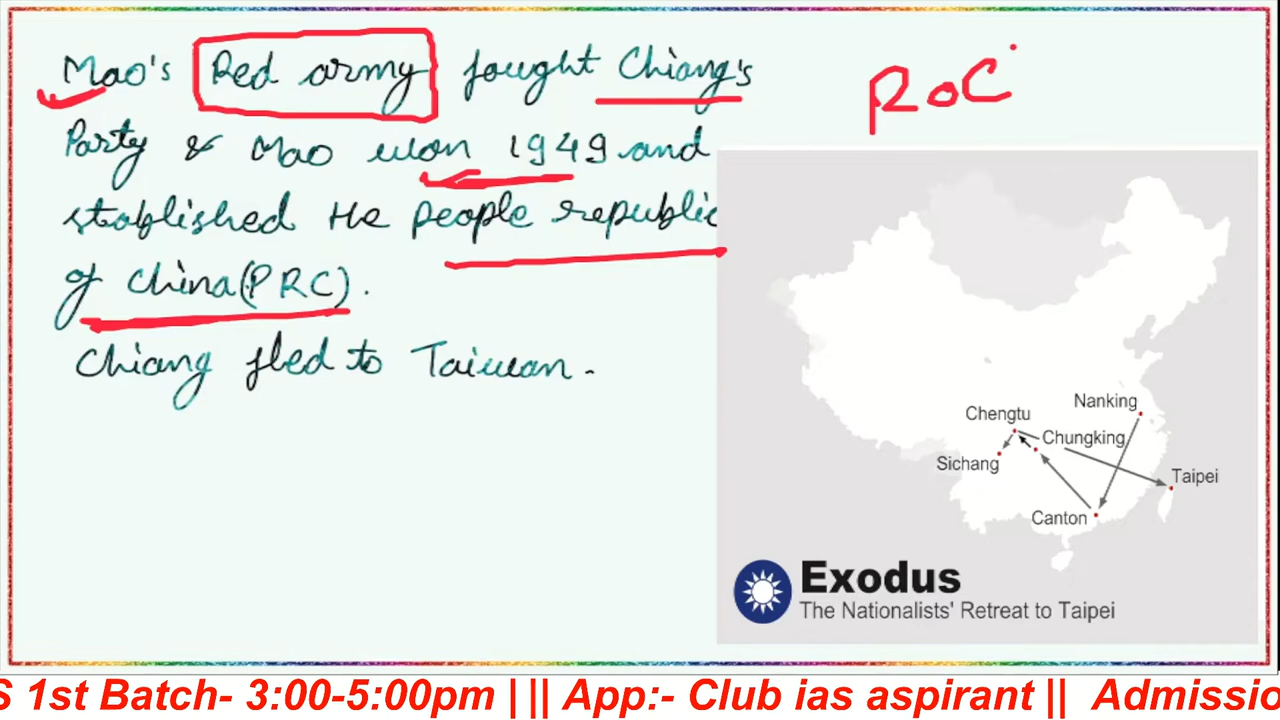 Mao's Red army fought Chiang's
Party & Mao won 1949 and
established the people republic
of China (PRC).
Chiang fled to Taiwan.
ROC
Nanking
Chengtu
Chungking
Sichang
Taipei
Canton
Exodus
The Nationalists' Retreat to Taipei
S 1st Batch- 3:00-5:00pm | || App:- Club ias aspirant || Admissio